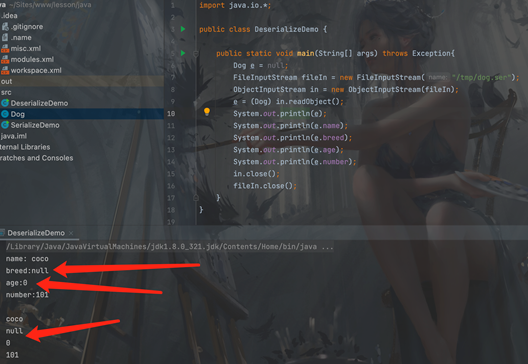 va ~/Sites/www/lesson/java
.idea
.gitignore
.name
misc.xml
modules.xml
workspace.xml
out
src
DeserializeDemo
Dog
SerializeDemo
java.iml
ternal Libraries
ratches and Consoles
import java.io.*;
public class DeserializeDemo {
public static void main(String[] args) throws Exception{
Dog e = null;
FileInputStream fileIn = new FileInputStream( name: "/tmp/dog.ser");
ObjectInputStream in = new ObjectInputStream(fileIn);
e = (Dog) in.readObject();
System.out.println(e);
System.out.println(e.name);
System.out.println(e.breed);
System.out.println(e.age);
System.out.println(e.number);
in.close();
fileIn.close();
}
}
3
4
5
6
7
8
9
10
11
12
13
14
15
16
17
18
19
DeserializeDemo ×
/Library/Java/JavaVirtualMachines/jdk1.8.0_321.jdk/Contents/Home/bin/java ...
name: coco
breed:null
age:0
number:101
coco
null
0
101